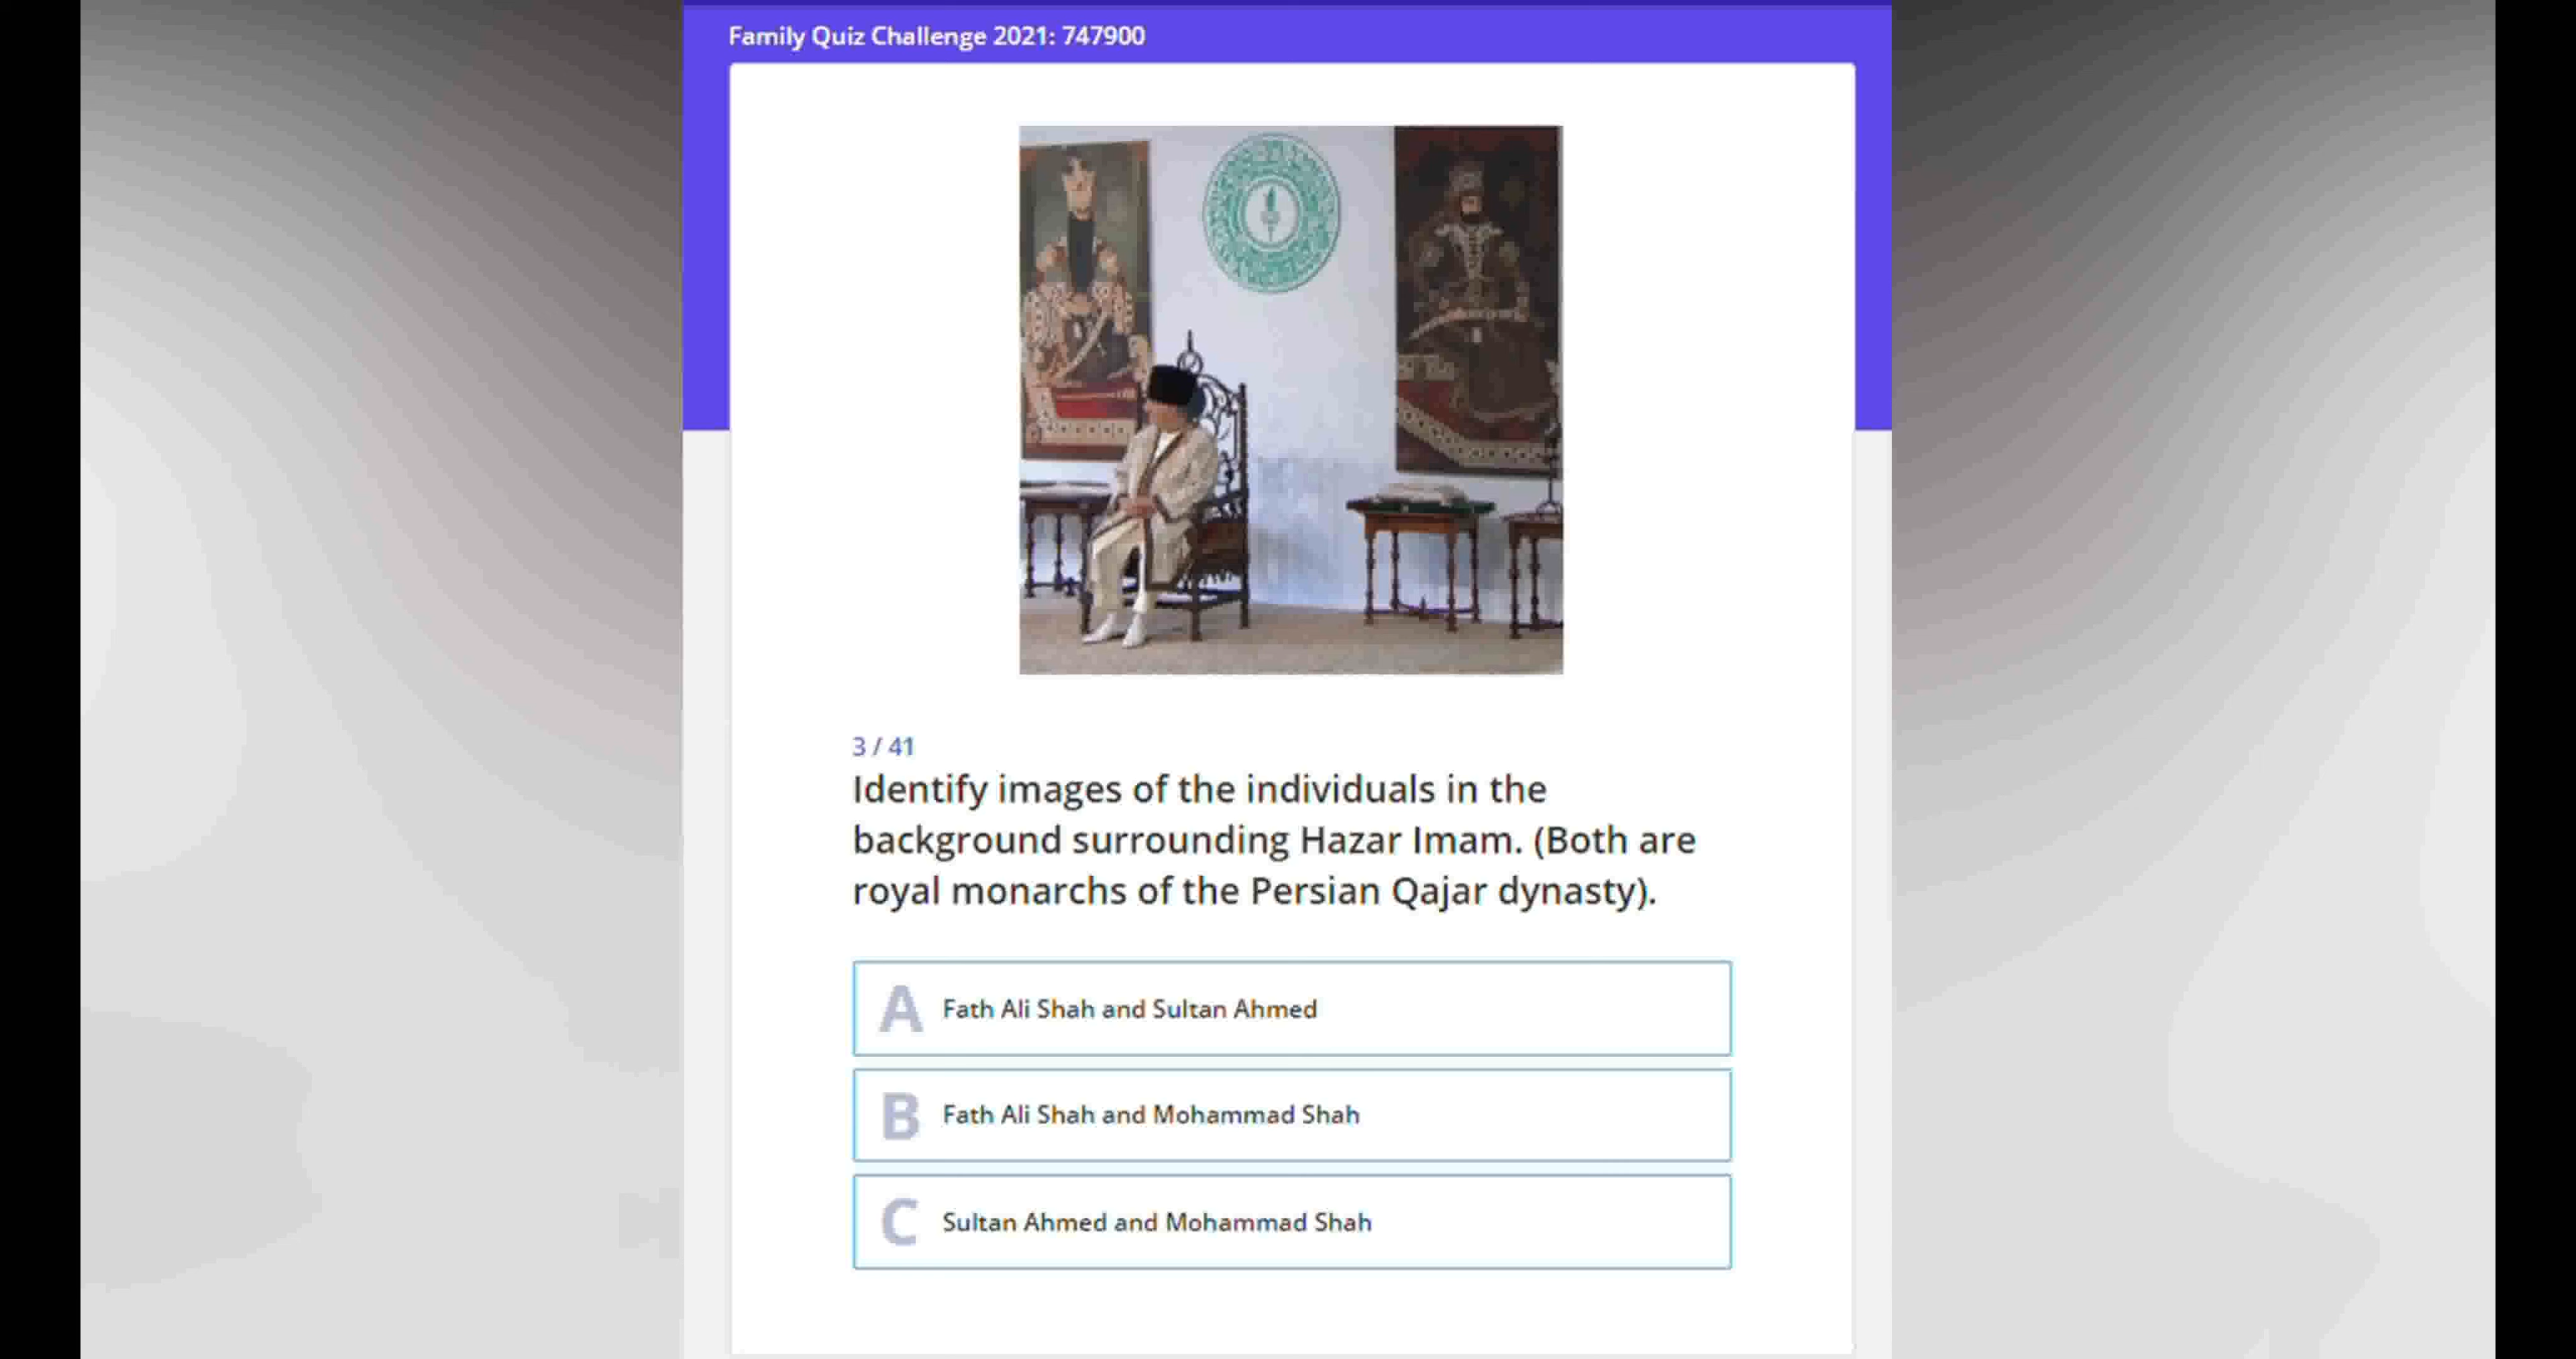 Family Quiz Challenge 2021: 747900
3 / 41
Identify images of the individuals in the
background surrounding Hazar Imam. (Both are
royal monarchs of the Persian Qajar dynasty).
A Fath Ali Shah and Sultan Ahmed
B Fath Ali Shah and Mohammad Shah
C Sultan Ahmed and Mohammad Shah